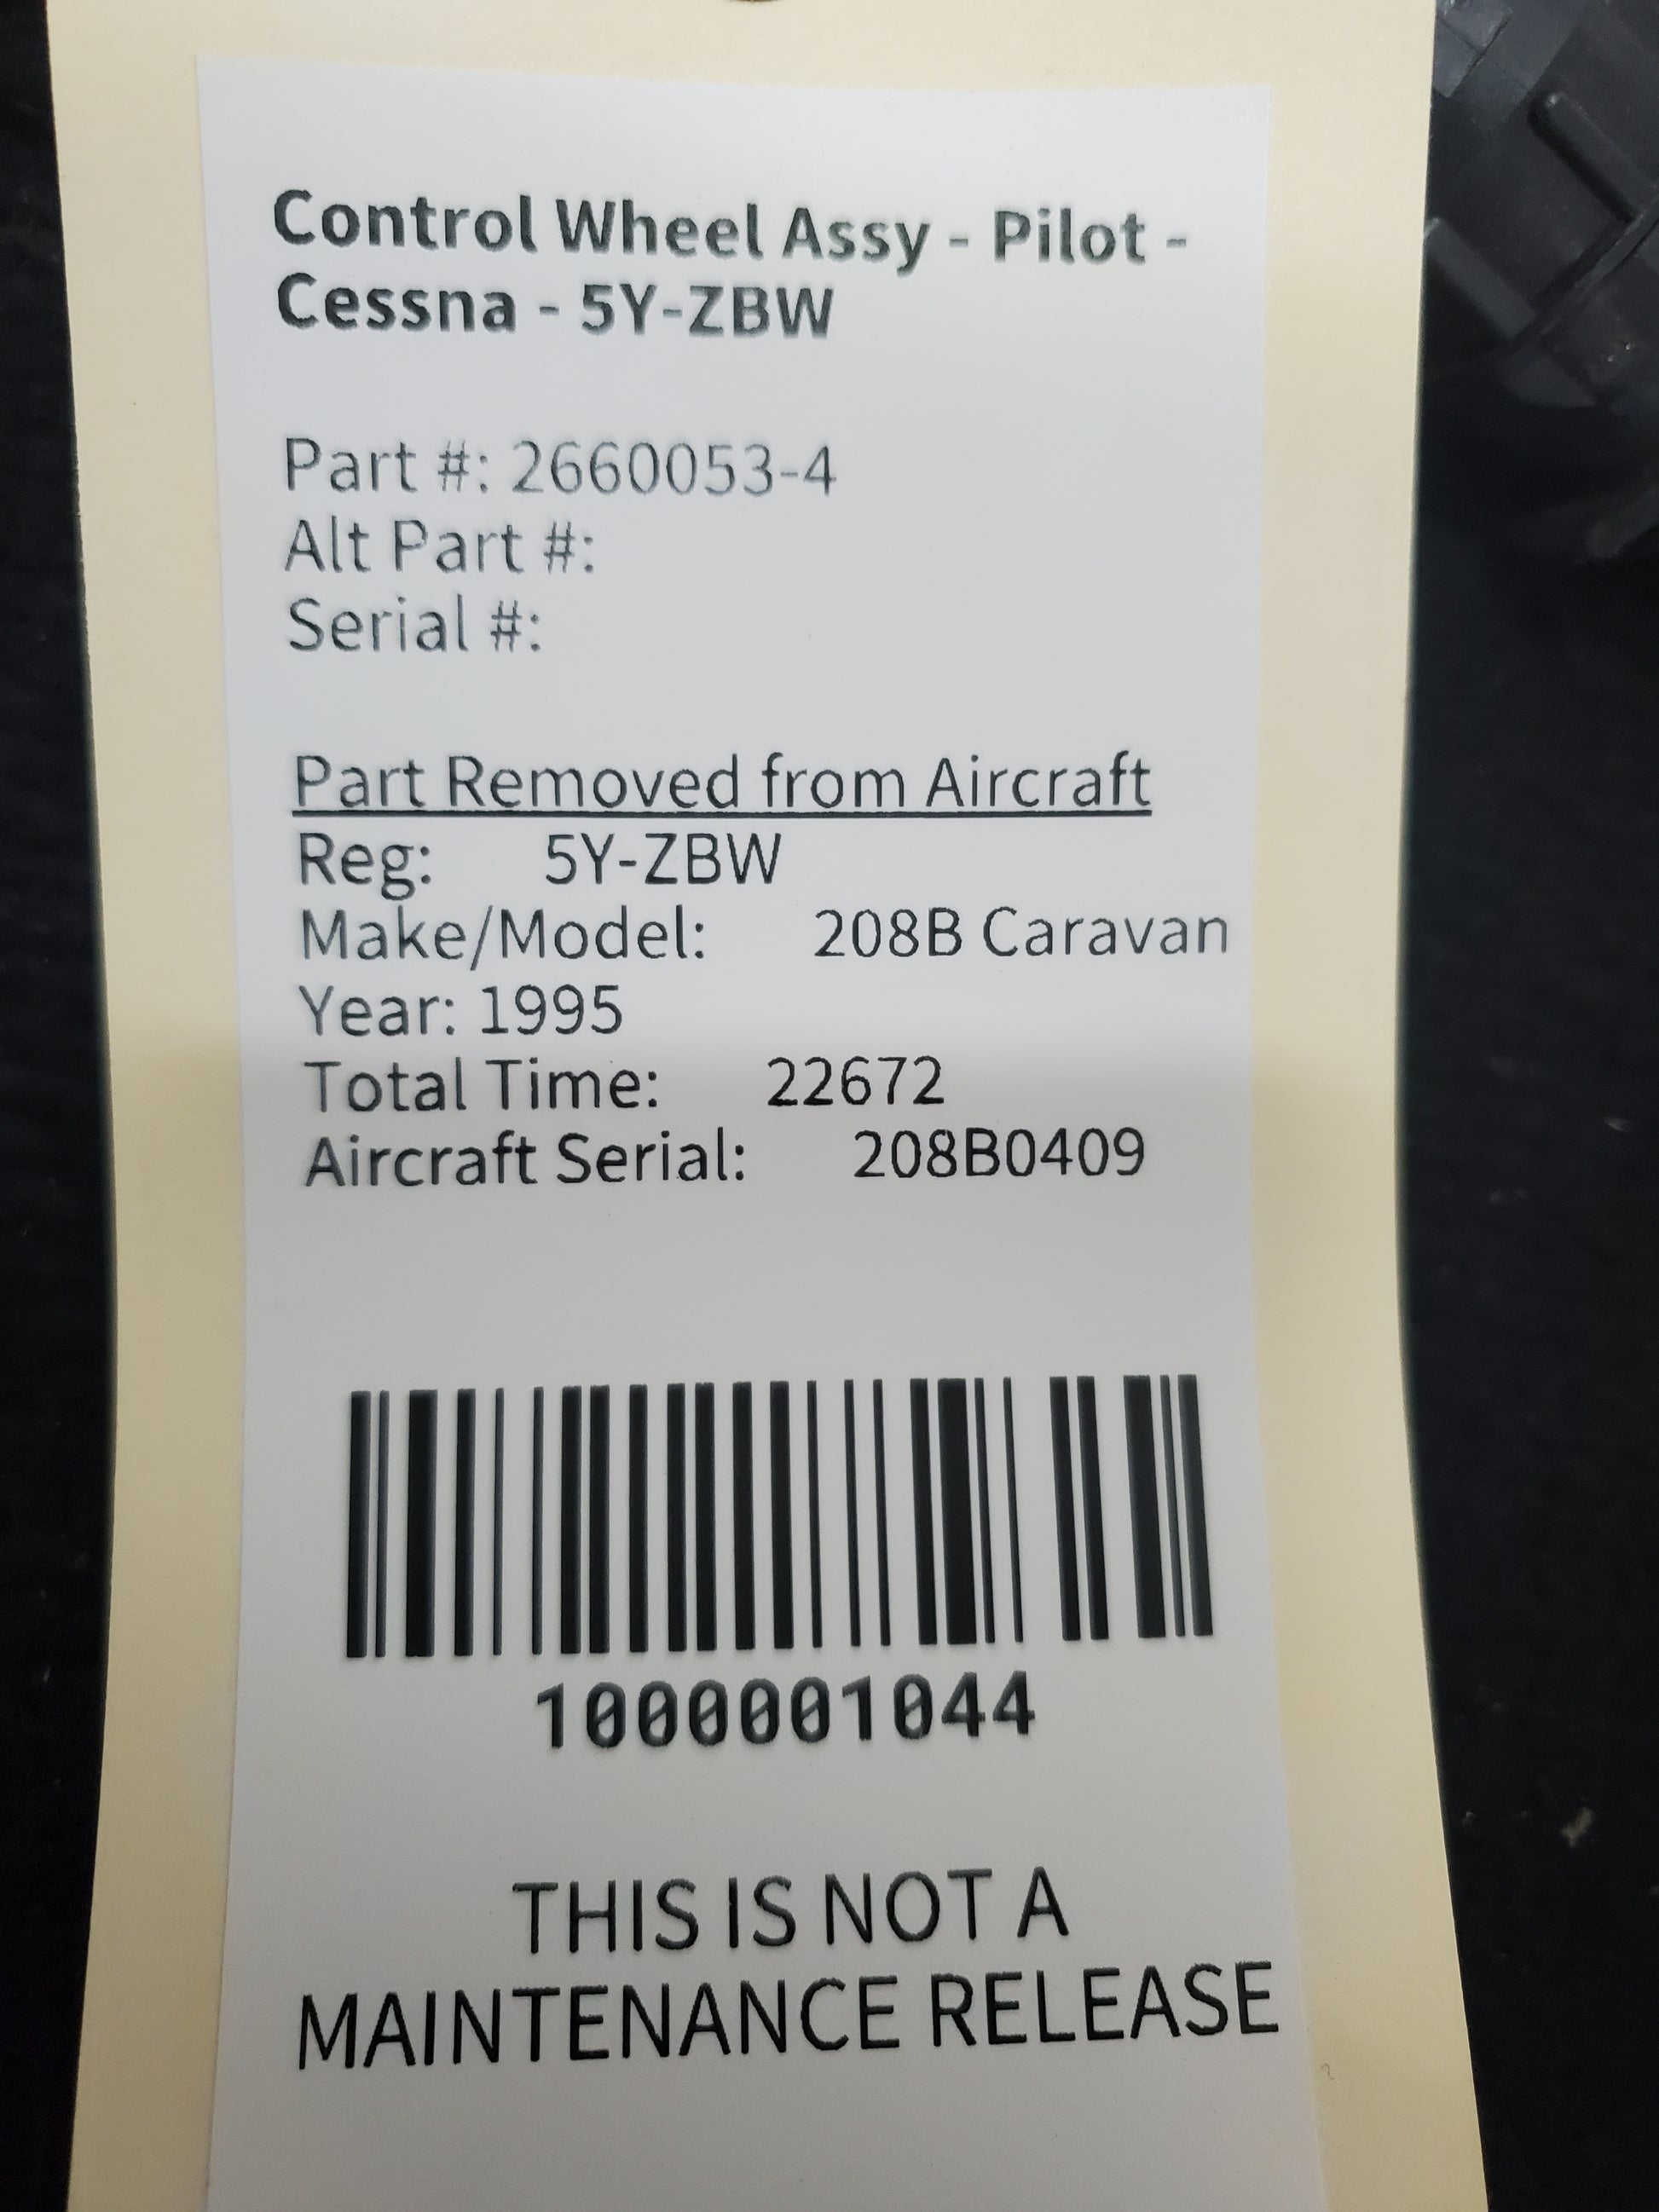 Control Wheel Assy - Pilot -
Cessna - 5Y-ZBW
Part #: 2660053-4
Alt Part #:
Serial #:
Part Removed from Aircraft
Reg: 5Y-ZBW
Make/Model: 208B Caravan
Year: 1995
Total Time: 22672
Aircraft Serial: 208B0409
1000001044
THIS IS NOT A
MAINTENANCE RELEASE